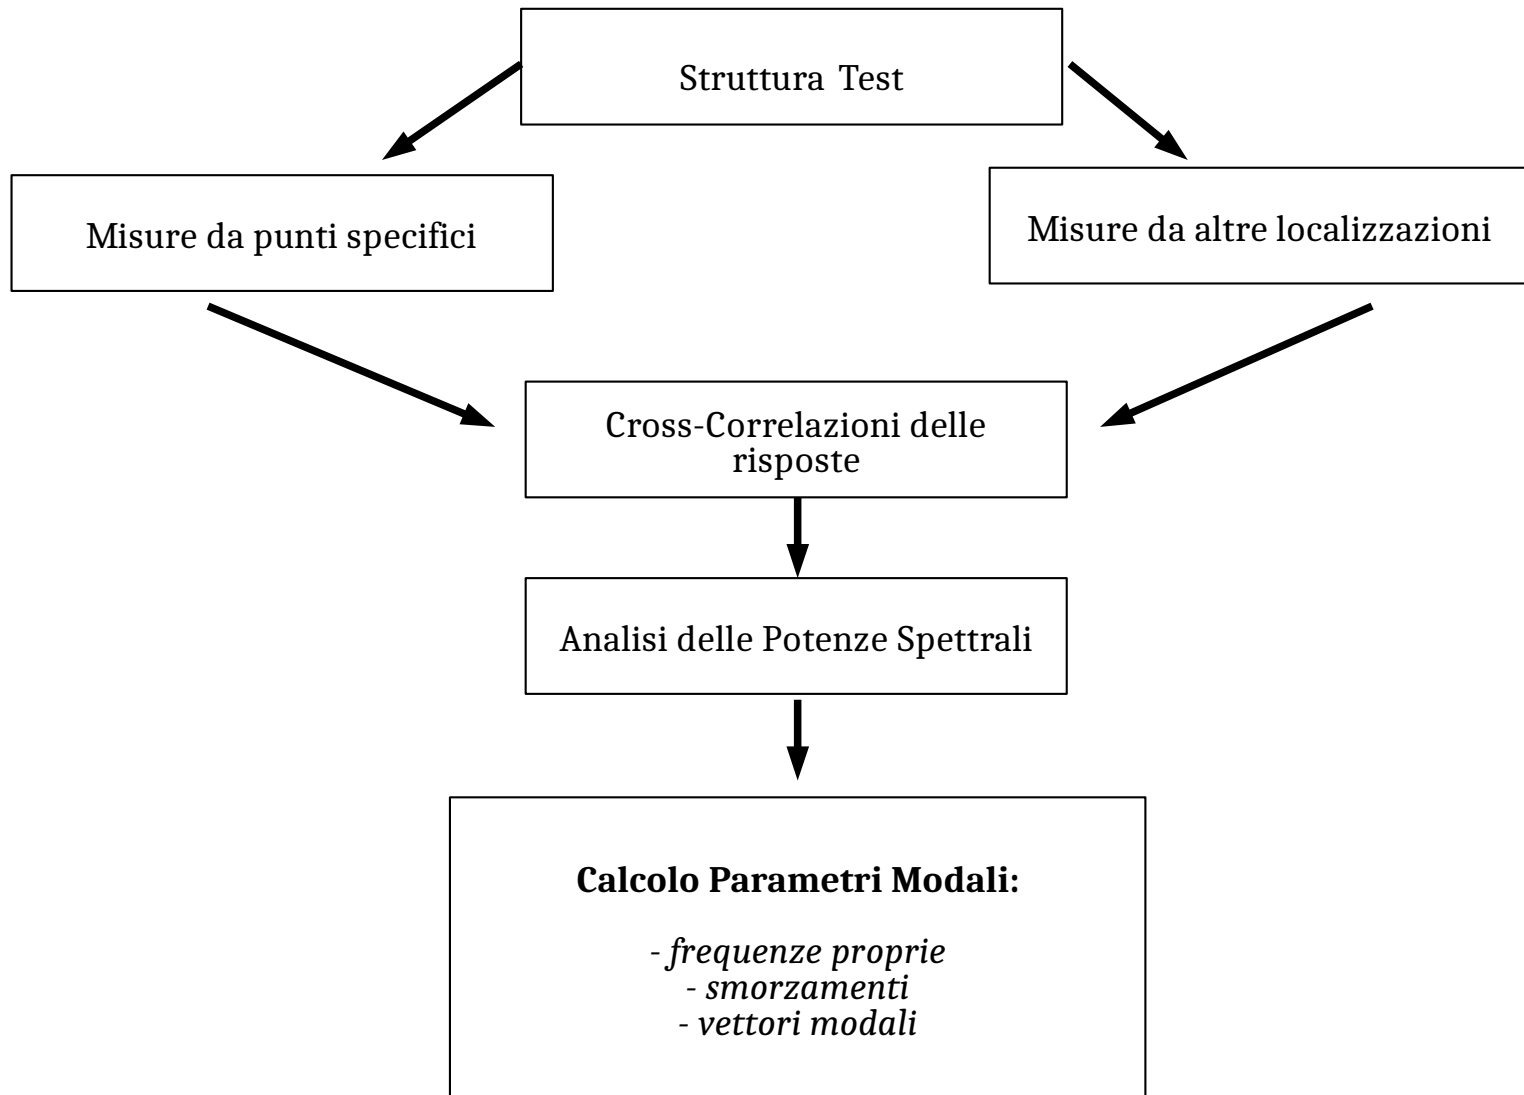 Struttura Test
Misure da punti specifici
Misure da altre localizzazioni
Cross-Correlazioni delle
risposte
Analisi delle Potenze Spettrali
Calcolo Parametri Modali:
- frequenze proprie
- smorzamenti
- vettori modali